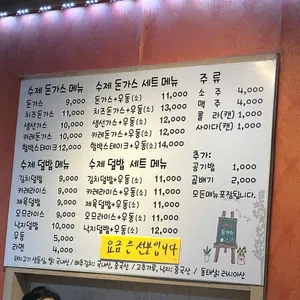 수제 돈가스 메뉴
돈가스 9,000
치즈돈가스 11,000
생선가스 10,000
카레돈가스 10,000
함박스테이크 12,000
수제 돈가스 세트 메뉴
돈가스+우동(소) 11,000
치즈돈가스+우동(소) 13,000
생선가스+우동(소) 12,000
카레돈가스+우동(소) 12,000
함박스테이크+우동(소) 14,000
주 류
소 주 4,000
맥 주 4,000
콜 라(캔) 1,000
사이다(캔) 1,000
수제 덮밥 메뉴
김치덮밥 9,000
카레라이스 9,000
제육덮밥 9,000
오므라이스 9,000
낙지덮밥 10,000
우동 5,000
라면 4,000
수제 덮밥 세트 메뉴
김치덮밥+우동(소) 11,000
카레라이스+우동(소) 11,000
제육덮밥+우동(소) 11,000
오므라이스+우동(소) 11,000
낙지덮밥+우동(소) 12,000
추가:
공기밥 1,000
곱빼기 2,000
모든메뉴포장됩니다.
요금은 선불입니다
돈가스